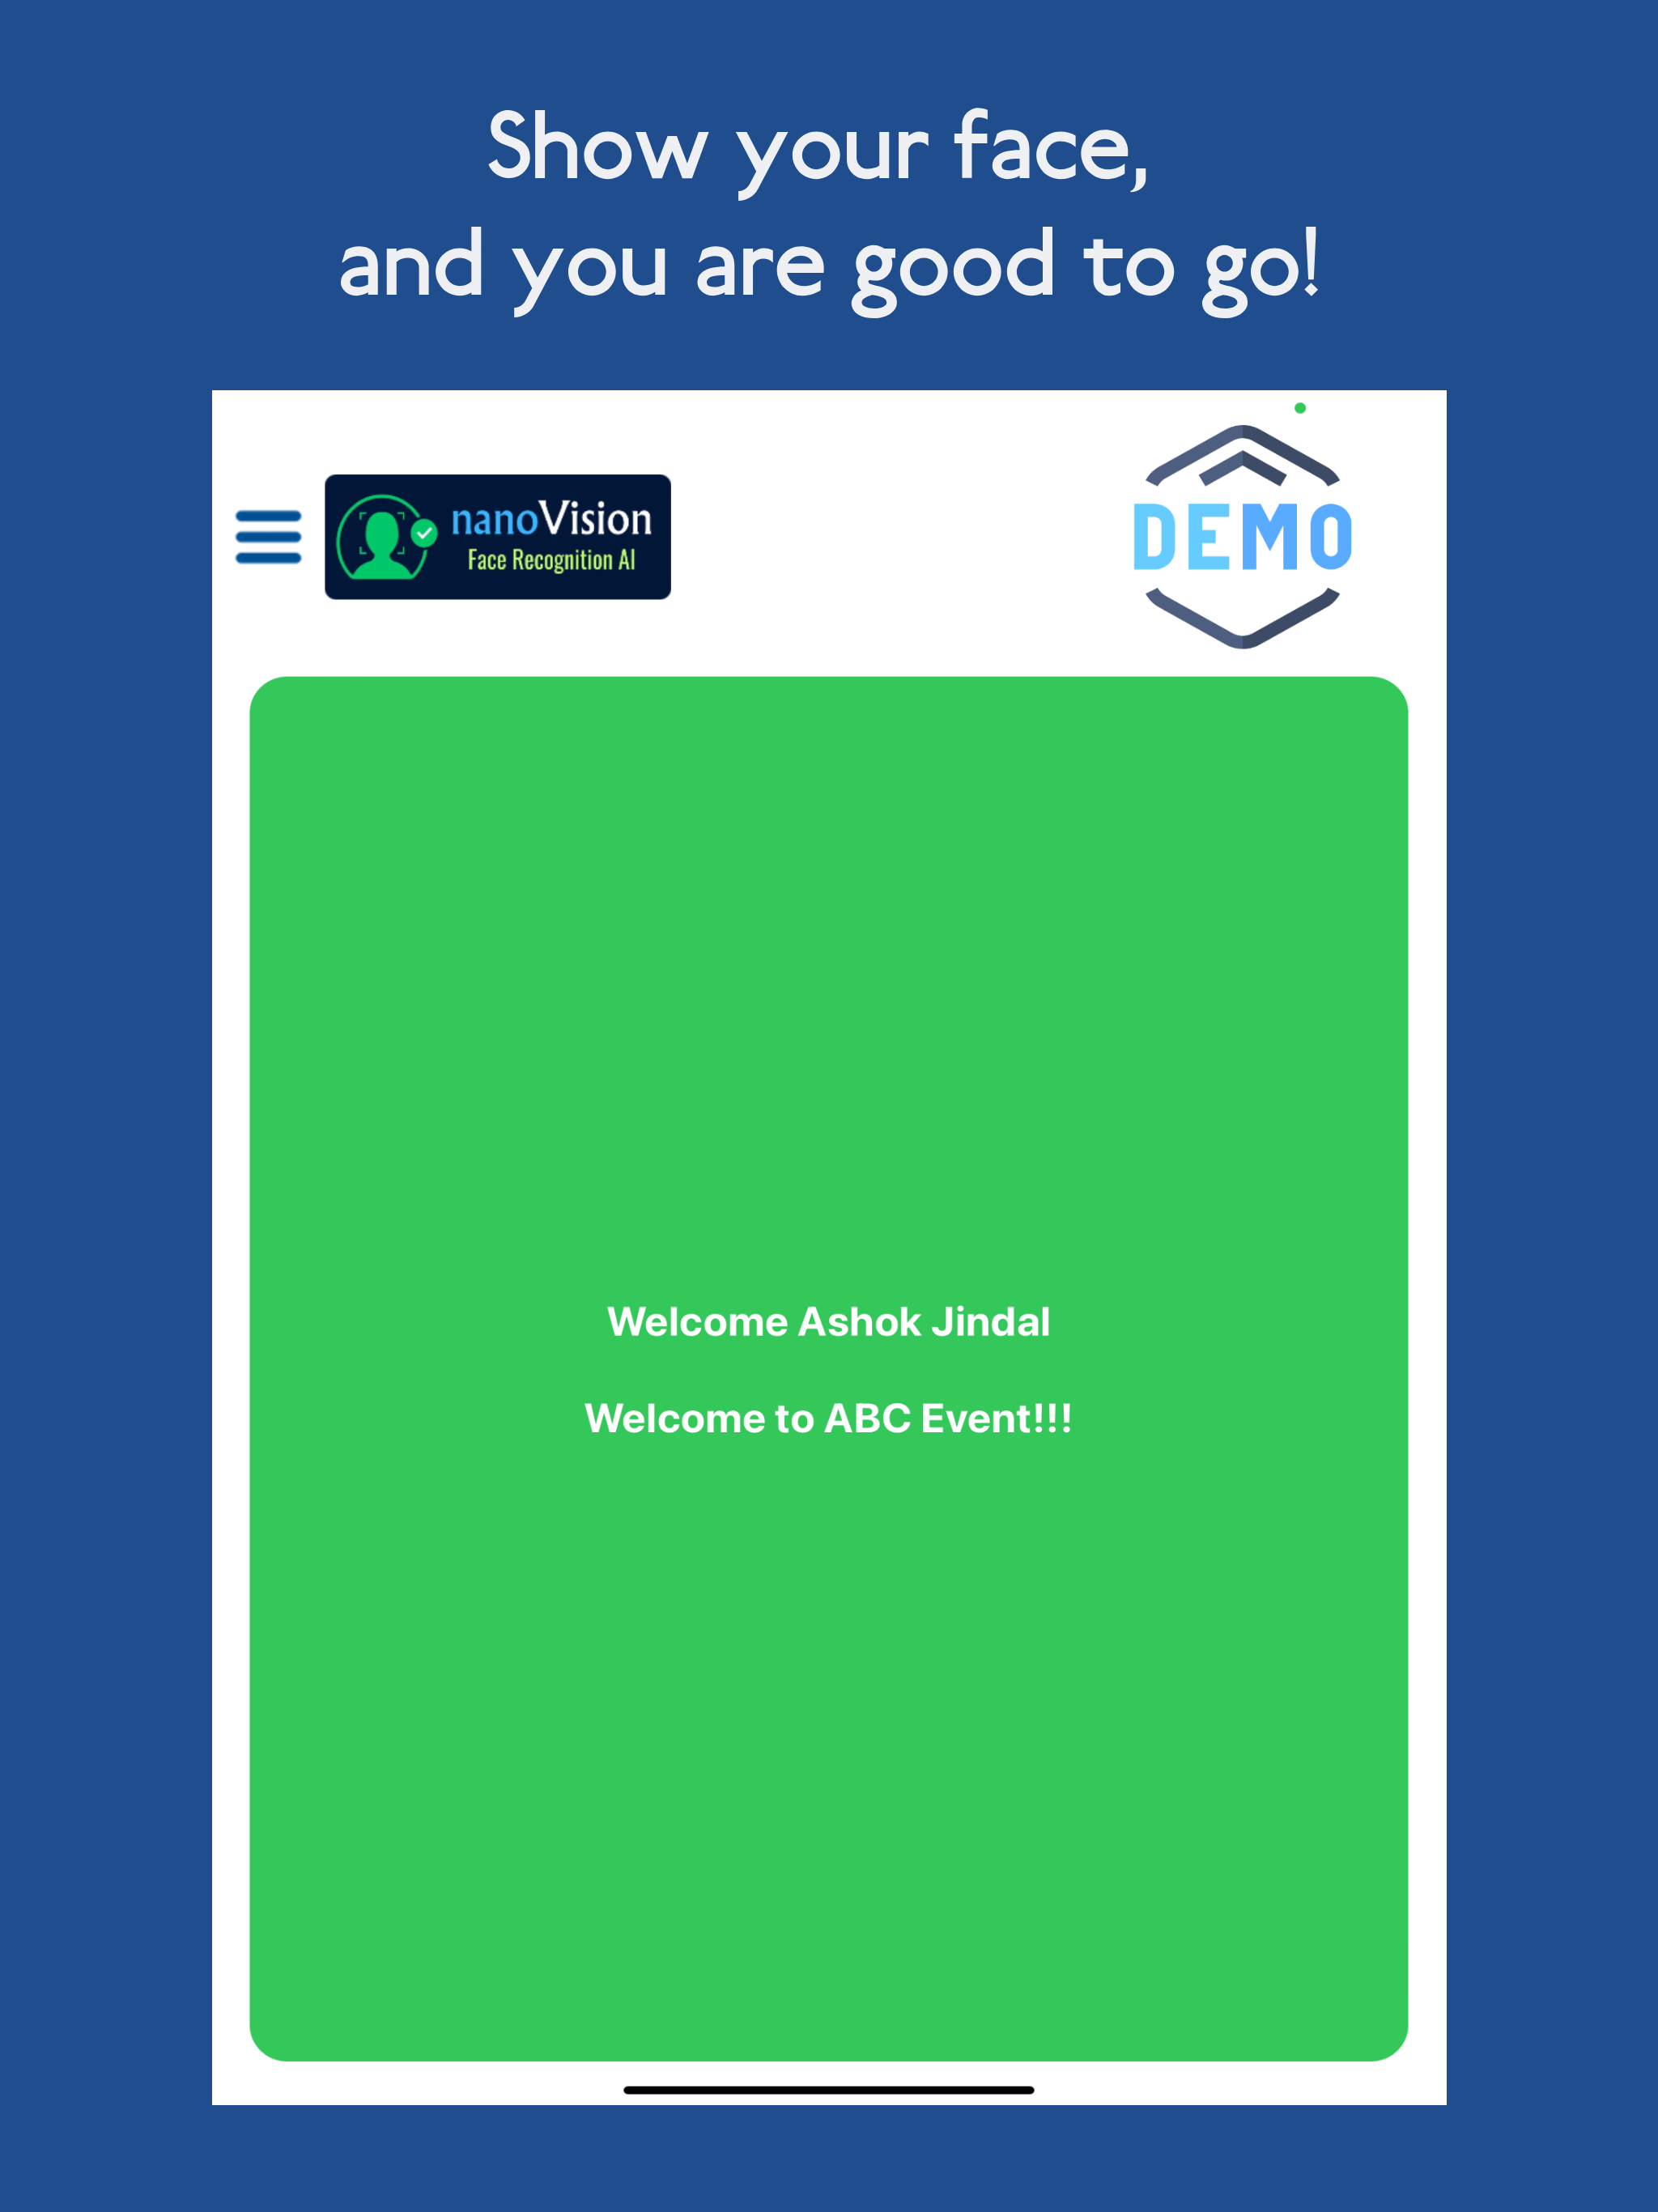 Show your face,
and you are good to go!
nanoVision
Face Recognition AI
DEMO
Welcome Ashok Jindal
Welcome to ABC Event!!!